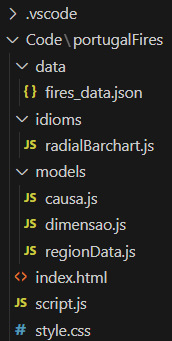 .vscode
Code\portugalFires
data
{} fires_data.json
idioms
JS radialBarchart.js
models
JS causa.js
JS dimensao.js
JS regionData.js
<> index.html
JS script.js
# style.css